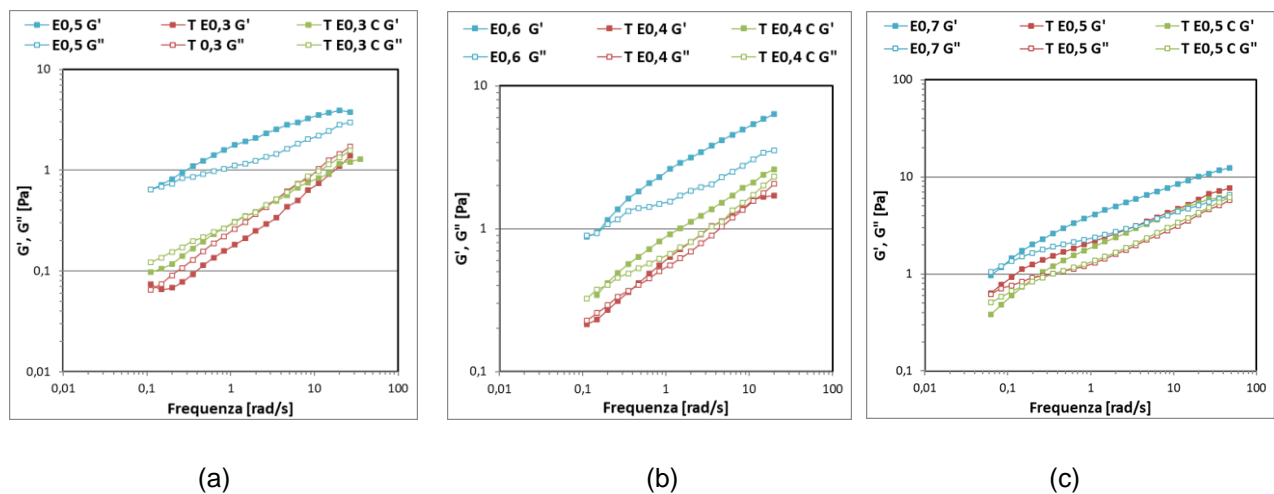 E0,5 G' T E0,3 G' T E0,3 C G'
E0,5 G" T 0,3 G" T E0,3 C G"
10
1
0,1
0,01
0,01 0,1 1 10 100
G', G" [Pa]
Frequenza [rad/s]
(a)
E0,6 G' T E0,4 G' T E0,4 C G'
E0,6 G" T E0,4 G" T E0,4 C G"
10
1
0,1
0,01 0,1 1 10 100
G', G" [Pa]
Frequenza [rad/s]
(b)
E0,7 G' T E0,5 G' T E0,5 C G'
E0,7 G" T E0,5 G" T E0,5 C G"
100
10
1
0,1
0,01 0,1 1 10 100
G', G" [Pa]
Frequenza [rad/s]
(c)